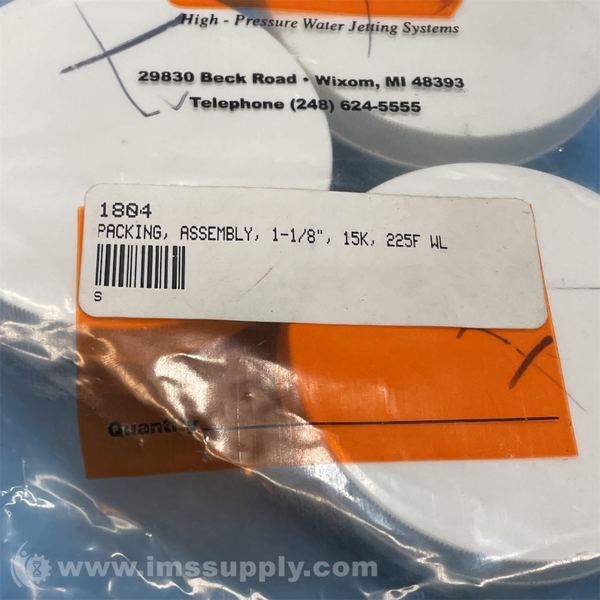 High - Pressure Water Jetting Systems
29830 Beck Road • Wixom, MI 48393
Telephone (248) 624-5555
1804
PACKING, ASSEMBLY, 1-1/8", 15K, 225F WL
S
Quantity
www.imssupply.com